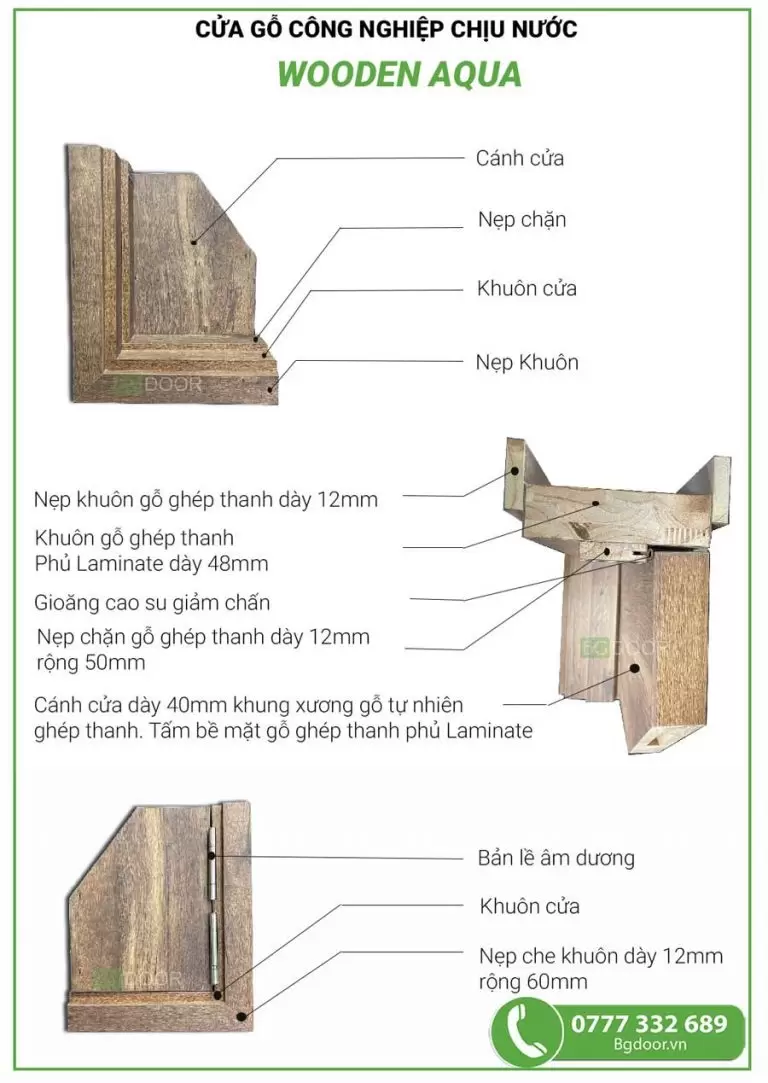 CỬA GỖ CÔNG NGHIỆP CHỊU NƯỚC
WOODEN AQUA
Cánh cửa
Nẹp chặn
Khuôn cửa
Nẹp Khuôn
BG DOOR
Nẹp khuôn gỗ ghép thanh dày 12mm
Khuôn gỗ ghép thanh
Phủ Laminate dày 48mm
Gioăng cao su giảm chấn
Nẹp chặn gỗ ghép thanh dày 12mm
rộng 50mm
BG DOOR
Cánh cửa dày 40mm khung xương gỗ tự nhiên
ghép thanh. Tấm bề mặt gỗ ghép thanh phủ Laminate
Bản lề âm dương
Khuôn cửa
Nẹp che khuôn dày 12mm
rộng 60mm
BG DOOR
0777 332 689
Bgdoor.vn